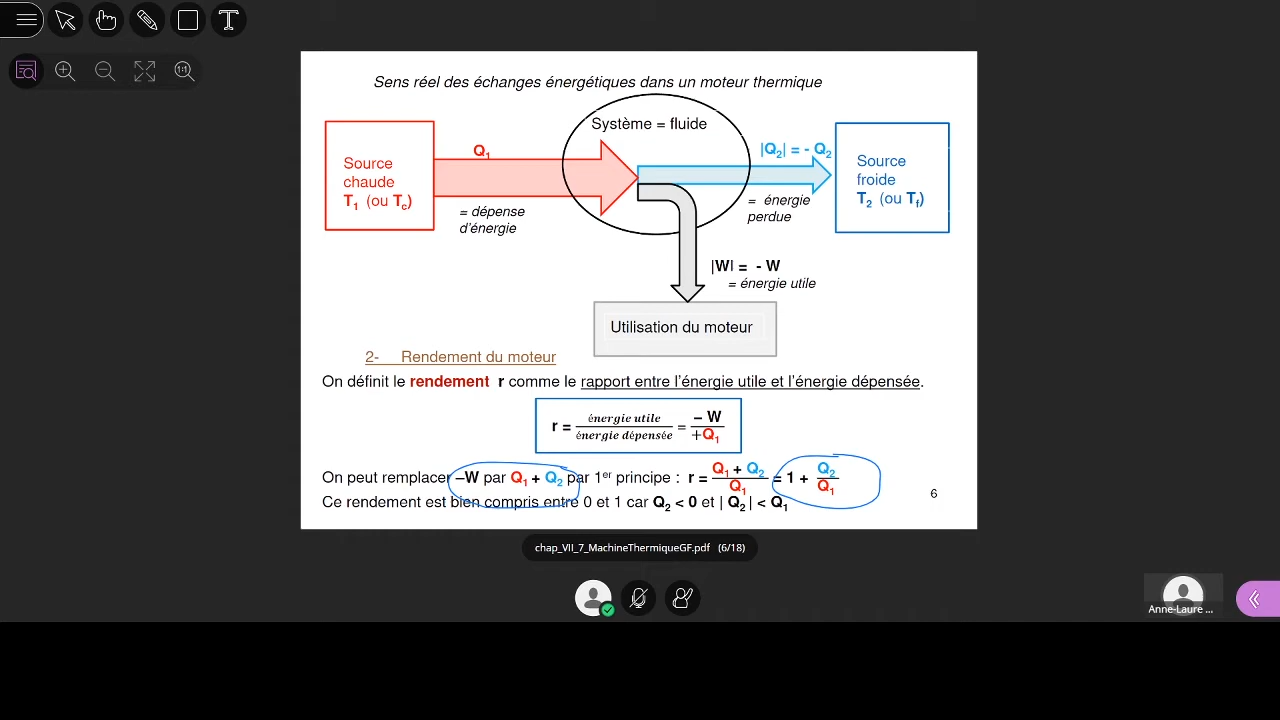 T
1:1
Sens réel des échanges énergétiques dans un moteur thermique
Système = fluide
Q1
|Q2| = - Q2
Source
chaude
T1 (ou Tc)
Source
froide
T2 (ou Tf)
= dépense
d'énergie
= énergie
perdue
|W| = - W
= énergie utile
Utilisation du moteur
2- Rendement du moteur
On définit le rendement r comme le rapport entre l'énergie utile et l'énergie dépensée.
r = énergie utile / énergie dépensée = – W / +Q1
On peut remplacer –W par Q1 + Q2 par 1er principe : r = Q1 + Q2 / Q1 = 1 + Q2 / Q1
Ce rendement est bien compris entre 0 et 1 car Q2 < 0 et | Q2 | < Q1
6
chap_VII_7_MachineThermiqueGF.pdf (6/18)
Anne-Laure ...